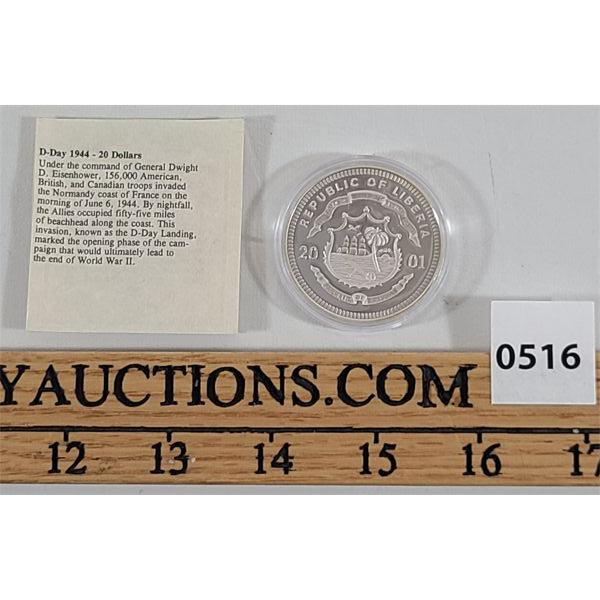 D-Day 1944 - 20 Dollars
Under the command of General Dwight
D. Eisenhower, 156,000 American,
British, and Canadian troops invaded
the Normandy coast of France on the
morning of June 6, 1944. By nightfall,
the Allies occupied fifty-five miles
of beachhead along the coast. This
invasion, known as the D-Day Landing,
marked the opening phase of the cam-
paign that would ultimately lead to
the end of World War II.
REPUBLIC OF LIBERIA
20 01
0516
YAUCTIONS.COM
12 13 14 15 16 17